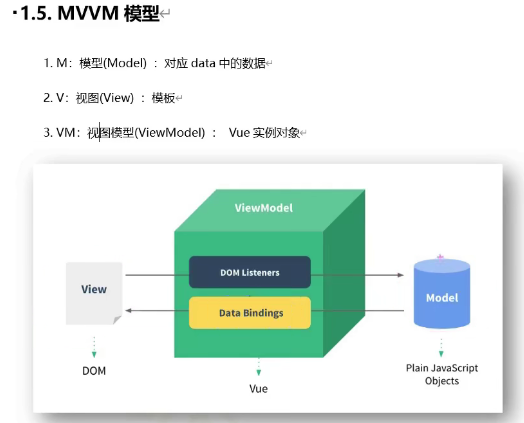 1.5. MVVM 模型
1. M：模型(Model) ：对应 data 中的数据
2. V：视图(View) ：模板
3. VM：视图模型(ViewModel) ： Vue 实例对象
ViewModel
DOM Listeners
View
Data Bindings
Model
DOM
Vue
Plain JavaScript
Objects